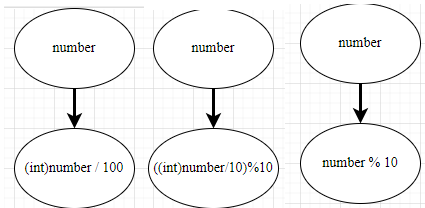 number
number
number
(int)number / 100
((int)number/10)%10
number % 10